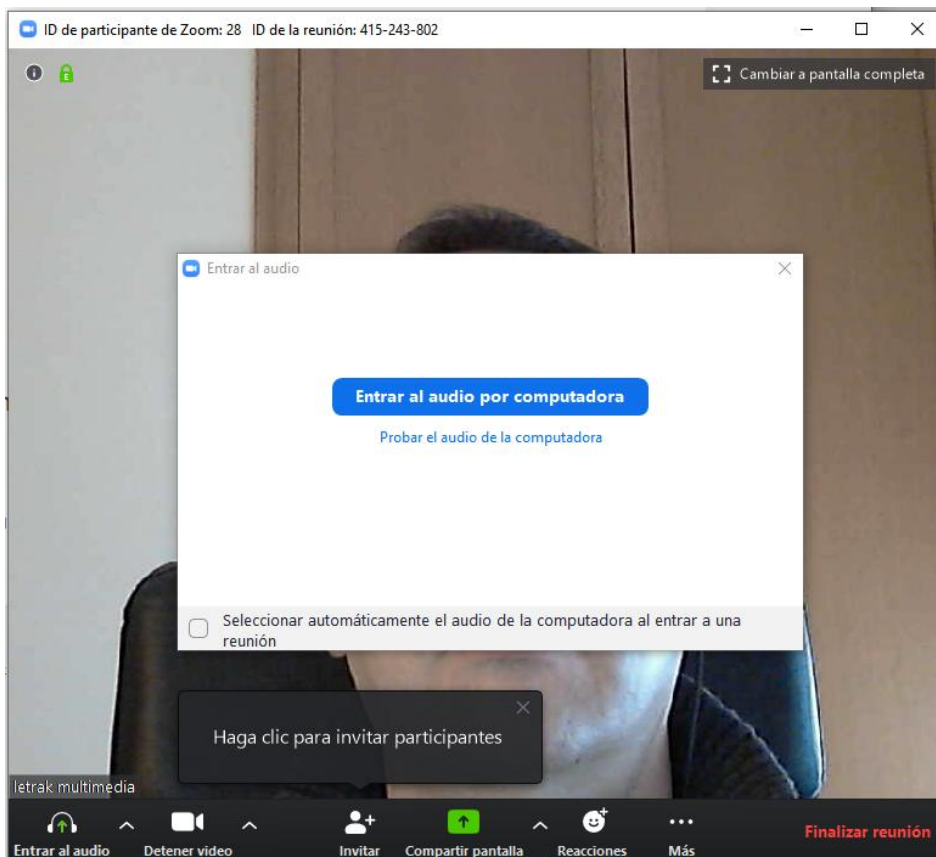 ID de participante de Zoom: 28 ID de la reunión: 415-243-802
Cambiar a pantalla completa
Entrar al audio
Entrar al audio por computadora
Probar el audio de la computadora
Seleccionar automáticamente el audio de la computadora al entrar a una
reunión
Haga clic para invitar participantes
letrak multimedia
Entrar al audio
Detener video
Invitar
Compartir pantalla
Reacciones
Más
Finalizar reunión